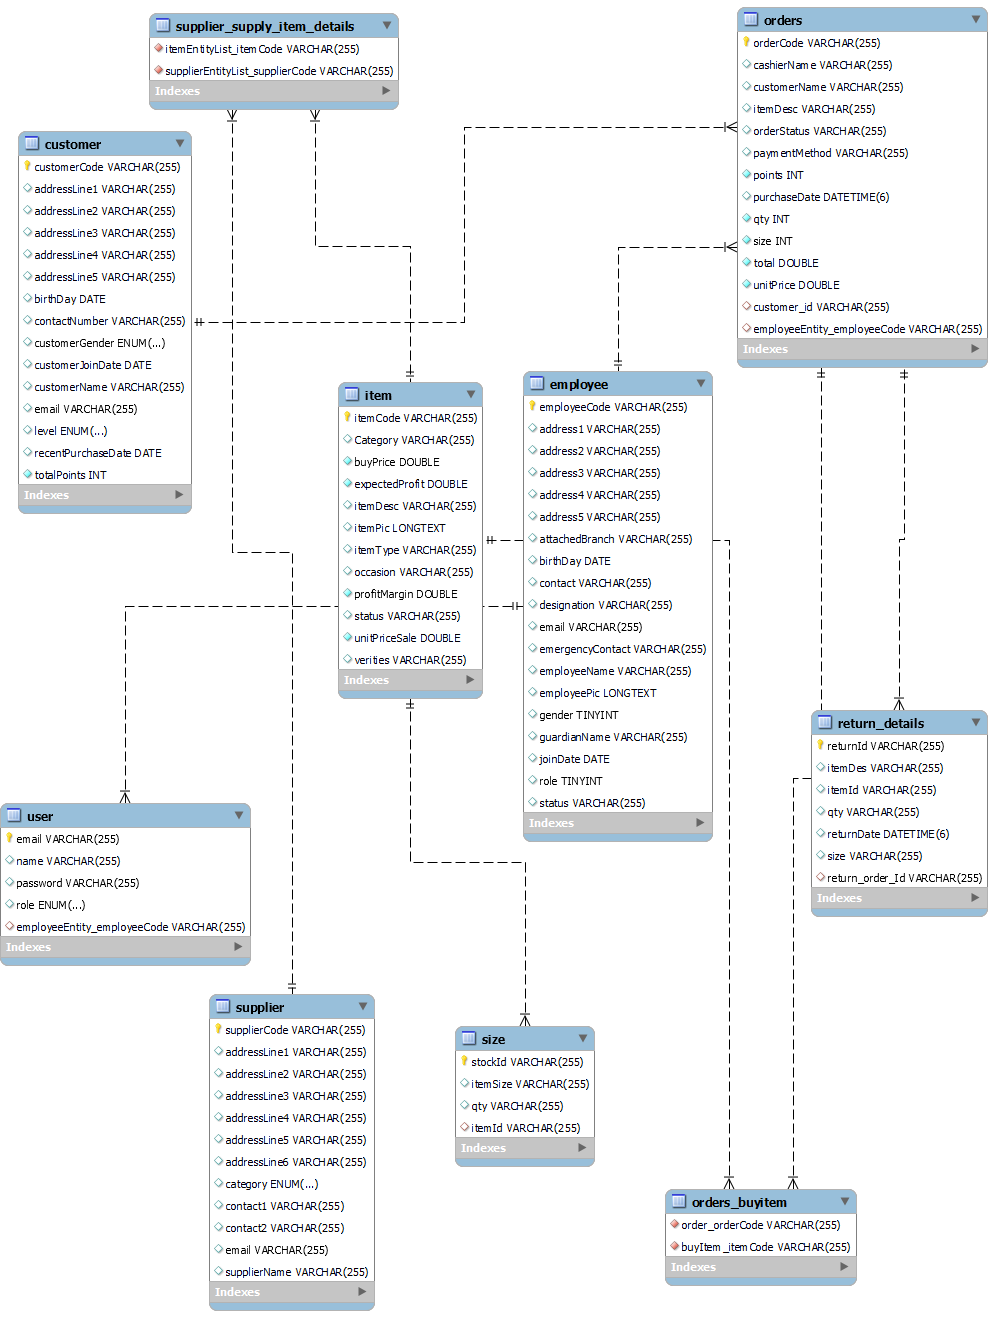 supplier_supply_item_details
itemEntityList_itemCode VARCHAR(255)
supplierEntityList_supplierCode VARCHAR(255)
Indexes
orders
orderCode VARCHAR(255)
cashierName VARCHAR(255)
customerName VARCHAR(255)
itemDesc VARCHAR(255)
orderStatus VARCHAR(255)
paymentMethod VARCHAR(255)
points INT
purchaseDate DATETIME(6)
qty INT
size INT
total DOUBLE
unitPrice DOUBLE
customer_id VARCHAR(255)
employeeEntity_employeeCode VARCHAR(255)
Indexes
customer
customerCode VARCHAR(255)
addressLine1 VARCHAR(255)
addressLine2 VARCHAR(255)
addressLine3 VARCHAR(255)
addressLine4 VARCHAR(255)
addressLine5 VARCHAR(255)
birthDay DATE
contactNumber VARCHAR(255)
customerGender ENUM(...)
customerJoinDate DATE
customerName VARCHAR(255)
email VARCHAR(255)
level ENUM(...)
recentPurchaseDate DATE
totalPoints INT
Indexes
item
itemCode VARCHAR(255)
Category VARCHAR(255)
buyPrice DOUBLE
expectedProfit DOUBLE
itemDesc VARCHAR(255)
itemPic LONGTEXT
itemType VARCHAR(255)
occasion VARCHAR(255)
profitMargin DOUBLE
status VARCHAR(255)
unitPriceSale DOUBLE
verities VARCHAR(255)
Indexes
employee
employeeCode VARCHAR(255)
address1 VARCHAR(255)
address2 VARCHAR(255)
address3 VARCHAR(255)
address4 VARCHAR(255)
address5 VARCHAR(255)
attachedBranch VARCHAR(255)
birthDay DATE
contact VARCHAR(255)
designation VARCHAR(255)
email VARCHAR(255)
emergencyContact VARCHAR(255)
employeeName VARCHAR(255)
employeePic LONGTEXT
gender TINYINT
guardianName VARCHAR(255)
joinDate DATE
role TINYINT
status VARCHAR(255)
Indexes
return_details
returnId VARCHAR(255)
itemDes VARCHAR(255)
itemId VARCHAR(255)
qty VARCHAR(255)
returnDate DATETIME(6)
size VARCHAR(255)
return_order_Id VARCHAR(255)
Indexes
user
email VARCHAR(255)
name VARCHAR(255)
password VARCHAR(255)
role ENUM(...)
employeeEntity_employeeCode VARCHAR(255)
Indexes
supplier
supplierCode VARCHAR(255)
addressLine1 VARCHAR(255)
addressLine2 VARCHAR(255)
addressLine3 VARCHAR(255)
addressLine4 VARCHAR(255)
addressLine5 VARCHAR(255)
addressLine6 VARCHAR(255)
category ENUM(...)
contact1 VARCHAR(255)
contact2 VARCHAR(255)
email VARCHAR(255)
supplierName VARCHAR(255)
Indexes
size
stockId VARCHAR(255)
itemSize VARCHAR(255)
qty VARCHAR(255)
itemId VARCHAR(255)
Indexes
orders_buyitem
order_orderCode VARCHAR(255)
buyItem_itemCode VARCHAR(255)
Indexes